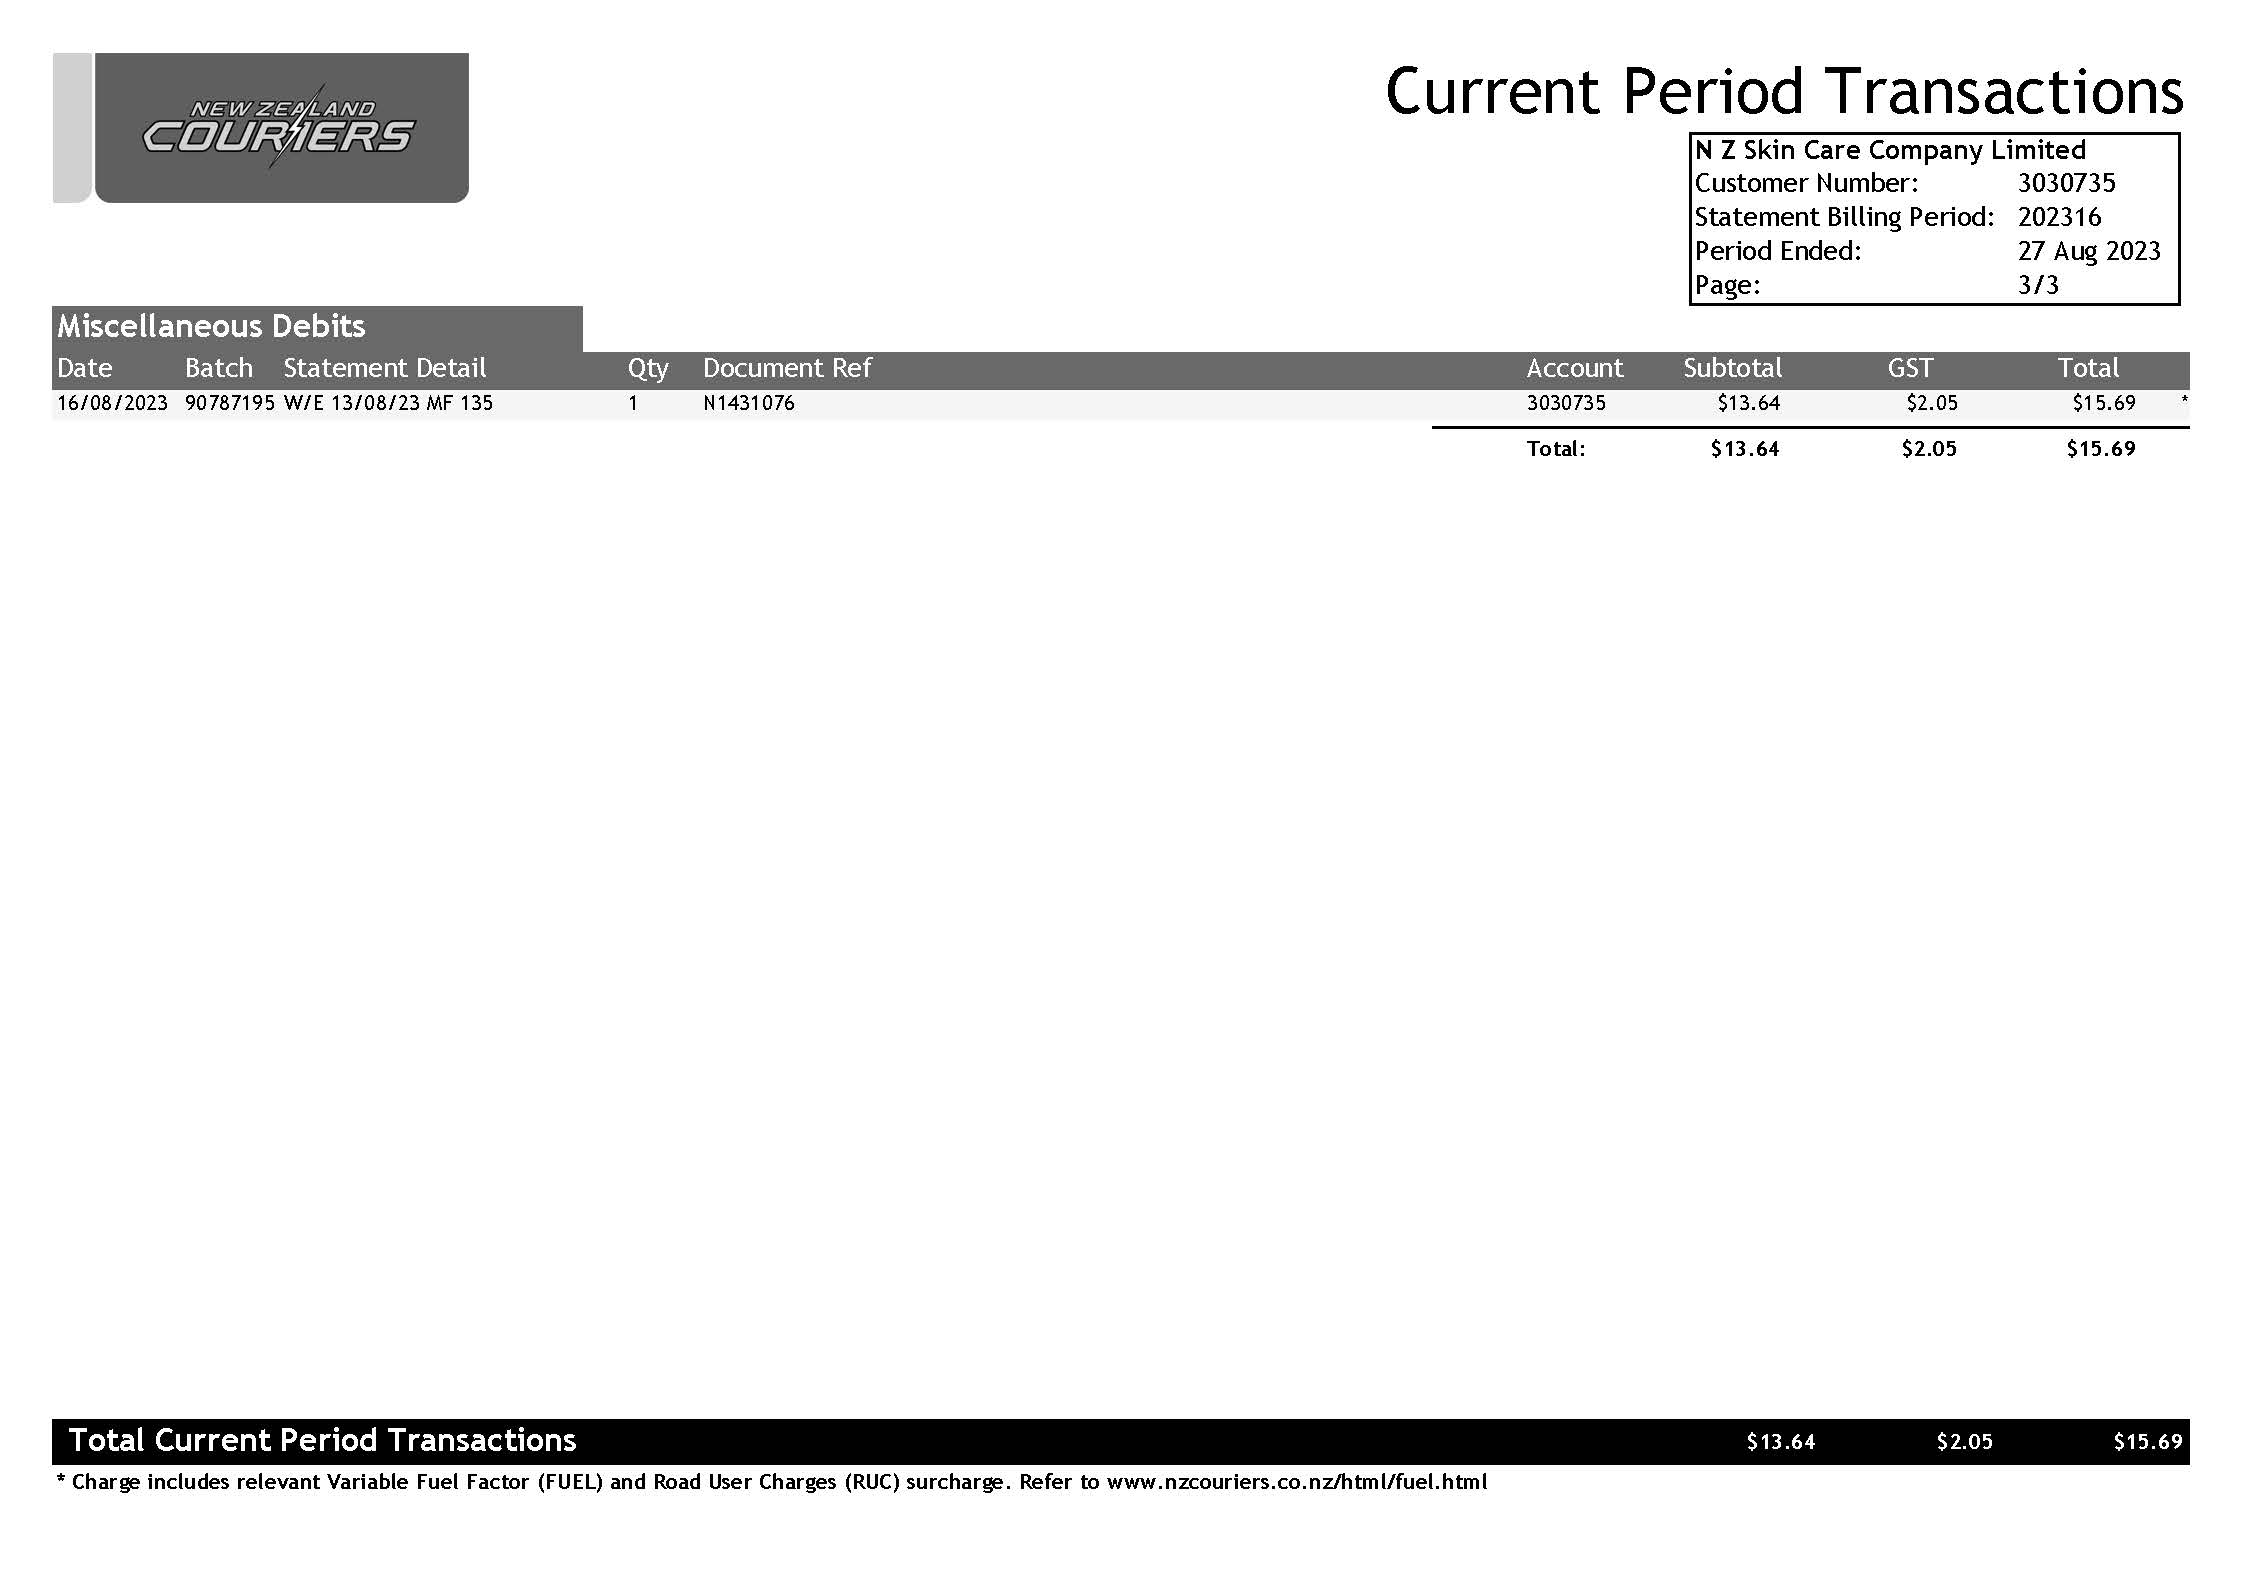 NEW ZEALAND
COURIERS
Current Period Transactions
N Z Skin Care Company Limited
Customer Number: 3030735
Statement Billing Period: 202316
Period Ended: 27 Aug 2023
Page: 3/3
Miscellaneous Debits
Date Batch Statement Detail Qty Document Ref Account Subtotal GST Total
16/08/2023 90787195 W/E 13/08/23 MF 135 1 N1431076 3030735 $13.64 $2.05 $15.69 *
Total: $13.64 $2.05 $15.69
Total Current Period Transactions $13.64 $2.05 $15.69
* Charge includes relevant Variable Fuel Factor (FUEL) and Road User Charges (RUC) surcharge. Refer to www.nzcouriers.co.nz/html/fuel.html